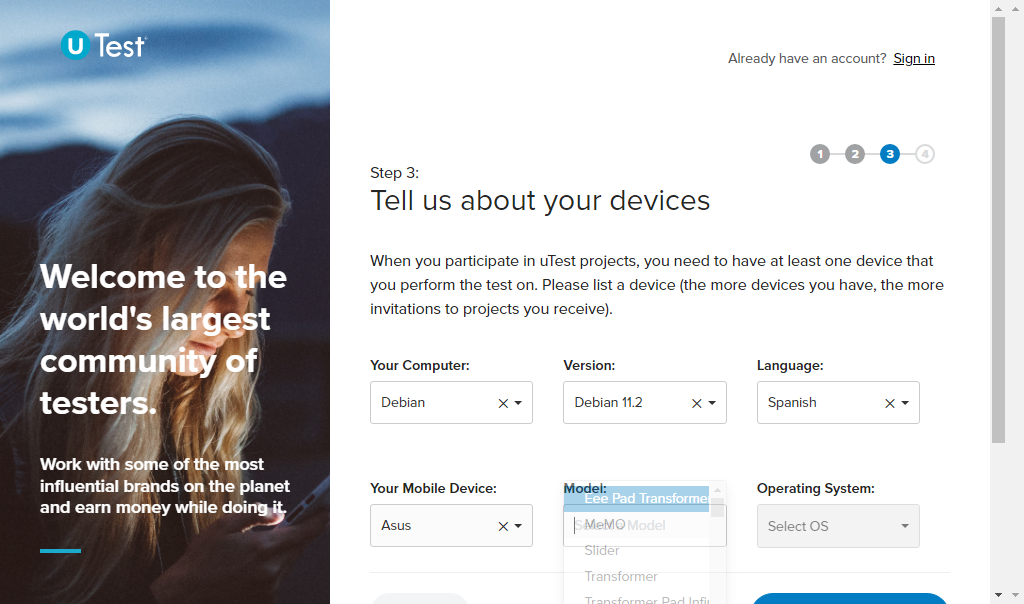 U Test
Already have an account? Sign in
1 2 3 4
Step 3:
Tell us about your devices
Welcome to the
world's largest
community of
testers.
Work with some of the most
influential brands on the planet
and earn money while doing it.
When you participate in uTest projects, you need to have at least one device that
you perform the test on. Please list a device (the more devices you have, the more
invitations to projects you receive).
Your Computer: Version: Language:
Debian Debian 11.2 Spanish
Your Mobile Device: Model: Operating System:
Eee Pad Transformer
Asus MeMO Select OS
Slider
Transformer